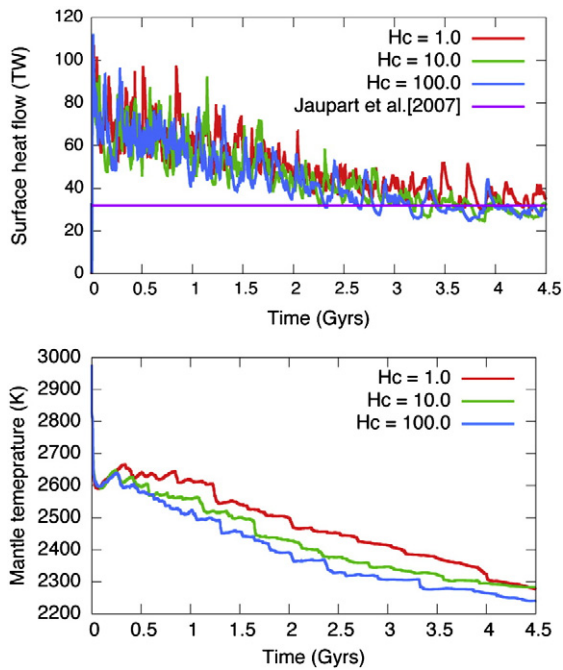 120
100
80
60
40
20
0
Surface heat flow (TW)
Hc = 1.0
Hc = 10.0
Hc = 100.0
Jaupart et al.[2007]
0 0.5 1 1.5 2 2.5 3 3.5 4 4.5
Time (Gyrs)
3000
2900
2800
2700
2600
2500
2400
2300
2200
Mantle temeprature (K)
Hc = 1.0
Hc = 10.0
Hc = 100.0
0 0.5 1 1.5 2 2.5 3 3.5 4 4.5
Time (Gyrs)